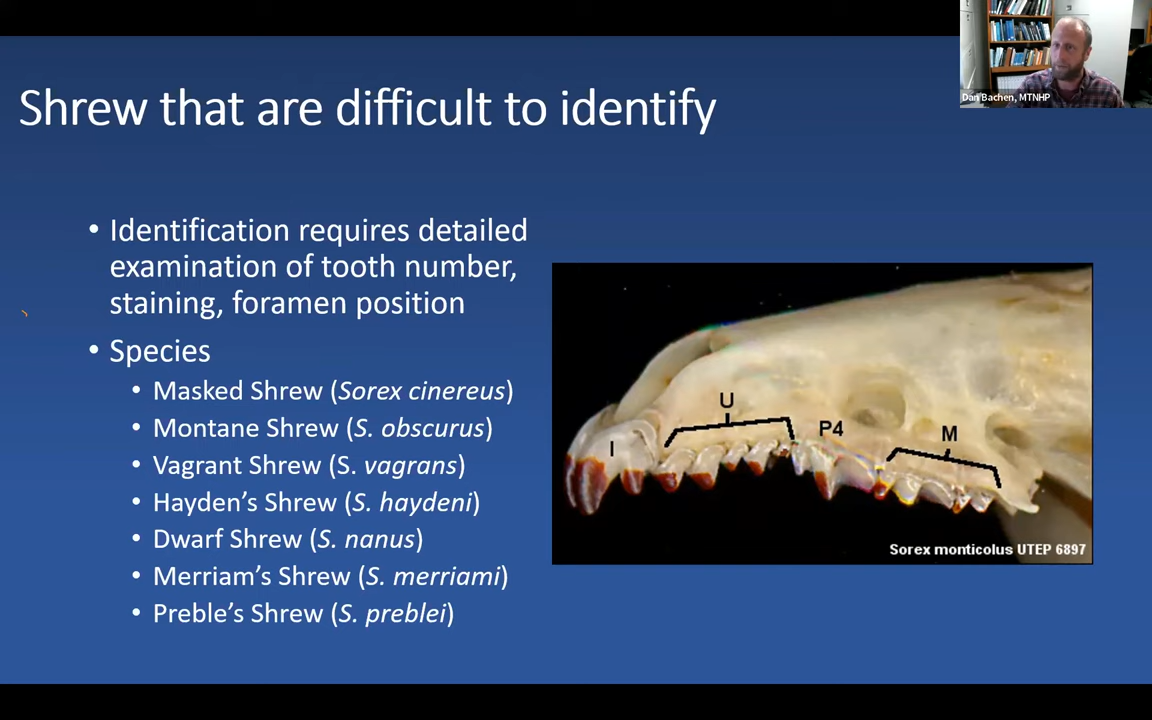 Dan Bachen, MTNHP
Shrew that are difficult to identify
• Identification requires detailed
examination of tooth number,
staining, foramen position
• Species
• Masked Shrew (Sorex cinereus)
• Montane Shrew (S. obscurus)
• Vagrant Shrew (S. vagrans)
• Hayden’s Shrew (S. haydeni)
• Dwarf Shrew (S. nanus)
• Merriam’s Shrew (S. merriami)
• Preble’s Shrew (S. preblei)
I
U
P4
M
Sorex monticolus UTEP 6897